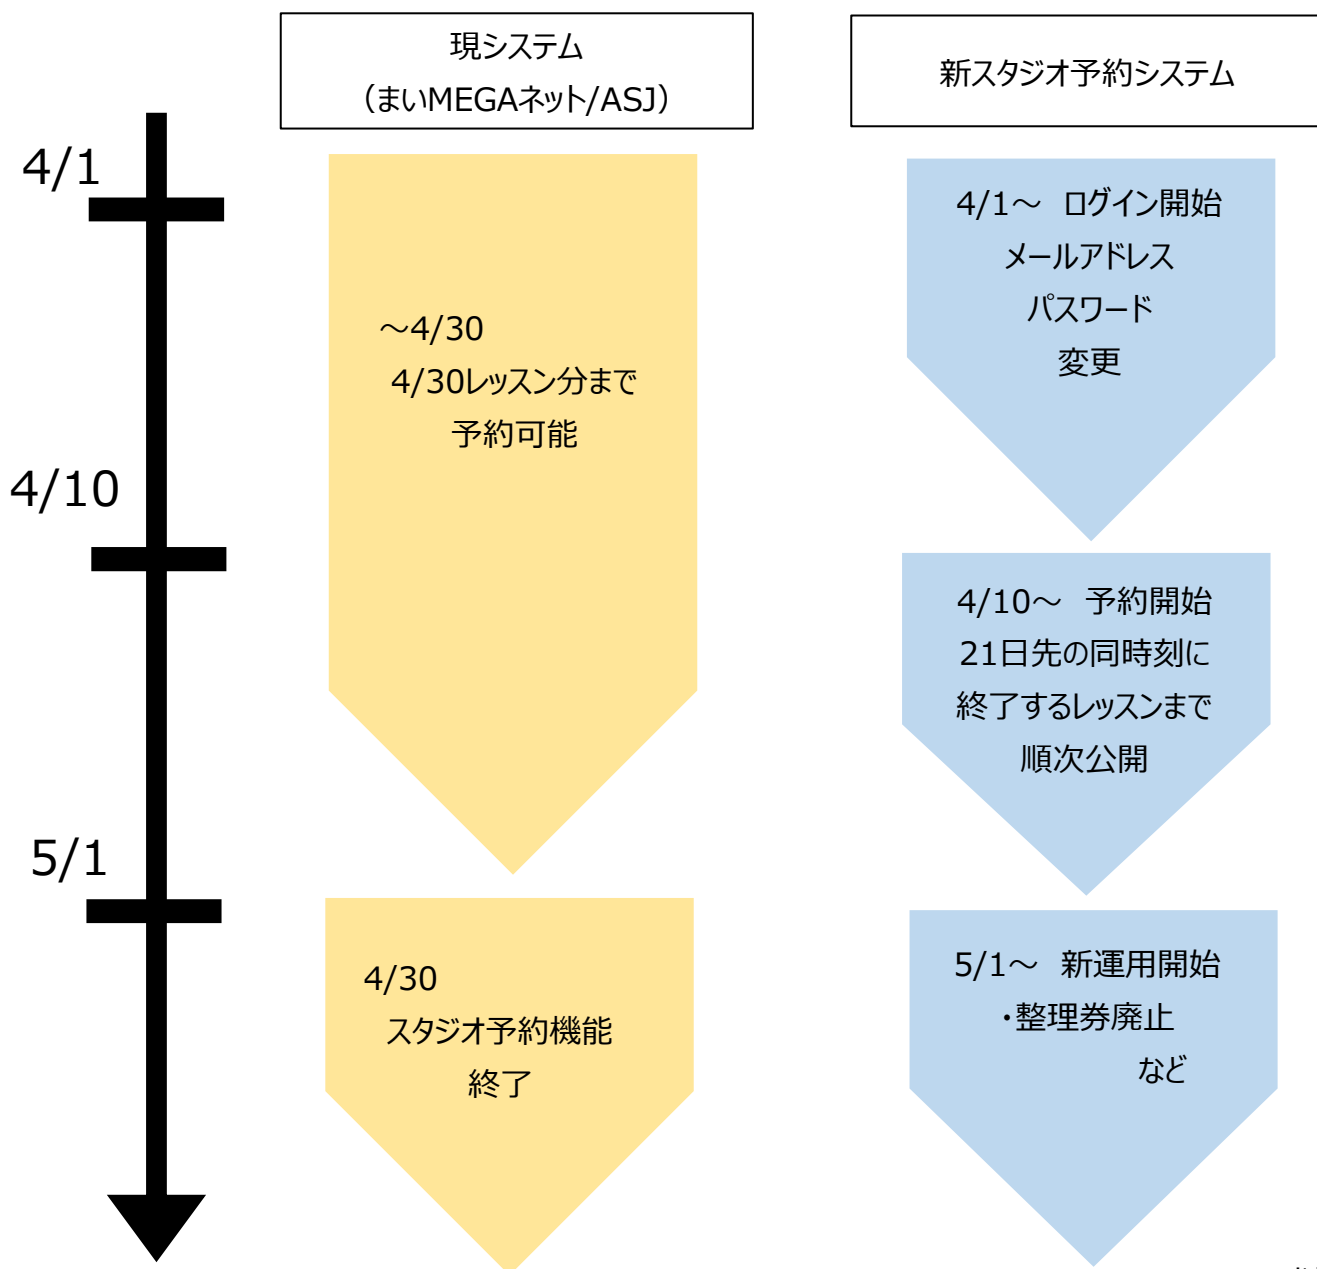 現システム
（まいMEGAネット/ASJ）
新スタジオ予約システム
4/1
4/10
5/1
～4/30
4/30レッスン分まで
予約可能
4/30
スタジオ予約機能
終了
4/1～ ログイン開始
メールアドレス
パスワード
変更
4/10～ 予約開始
21日先の同時刻に
終了するレッスンまで
順次公開
5/1～ 新運用開始
・整理券廃止
など